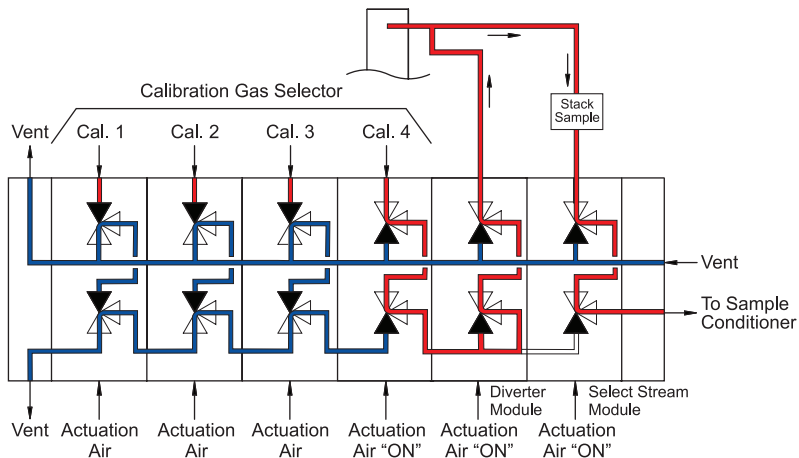 Calibration Gas Selector
Stack
Sample
Vent
Cal. 1
Cal. 2
Cal. 3
Cal. 4
Vent
To Sample
Conditioner
Diverter
Module
Select Stream
Module
Vent
Actuation
Air
Actuation
Air
Actuation
Air
Actuation
Air “ON”
Actuation
Air “ON”
Actuation
Air “ON”